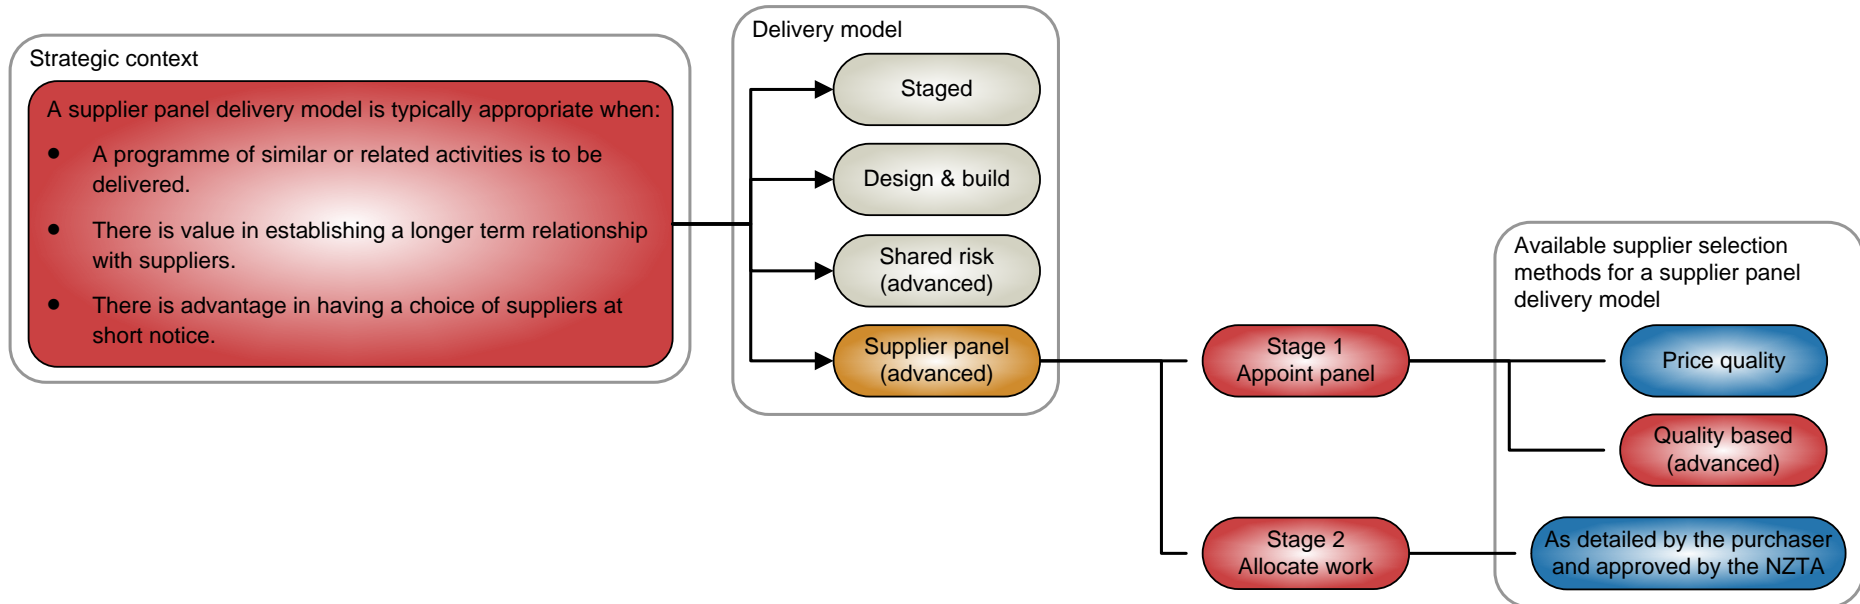 Strategic context
A supplier panel delivery model is typically appropriate when:
● A programme of similar or related activities is to be
delivered.
● There is value in establishing a longer term relationship
with suppliers.
● There is advantage in having a choice of suppliers at
short notice.
Delivery model
Staged
Design & build
Shared risk
(advanced)
Supplier panel
(advanced)
Stage 1
Appoint panel
Stage 2
Allocate work
Available supplier selection
methods for a supplier panel
delivery model
Price quality
Quality based
(advanced)
As detailed by the purchaser
and approved by the NZTA